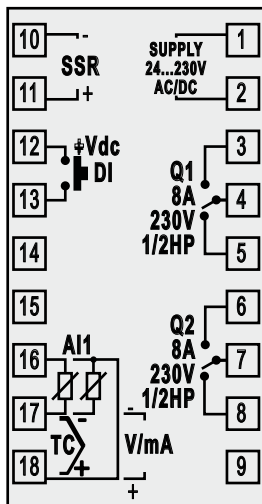 10
-
SSR
11
+
SUPPLY
24...230V
AC/DC
1
2
12
+Vdc
DI
13
3
Q1
8A
230V
1/2HP
4
5
14
15
6
Q2
8A
230V
1/2HP
7
8
16
AI1
17
-
TC
+
18
-
V/mA
+
9